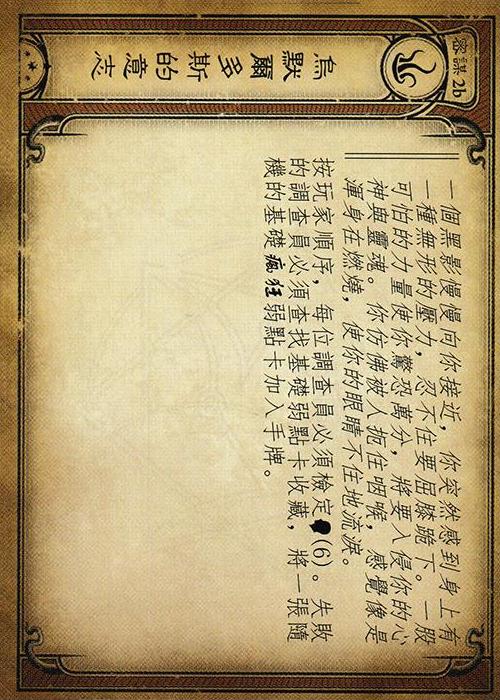 密謀 2b
烏默爾多斯的意志
一個黑影慢慢向你接近，你突然感到身上有
一種無形的壓力，忍不住要屈膝跪下。一股
可怕的力量使你驚恐萬分，將要入侵你的心
神與靈魂。你彷彿被人扼住咽喉，感覺像是
渾身在燃燒，使你的眼睛不住地流淚。
按玩家順序，每位調查員必須檢定(6)。失敗
的調查員必須查找基礎弱點卡收藏，將一張隨
機的基礎瘋狂弱點卡加入手牌。